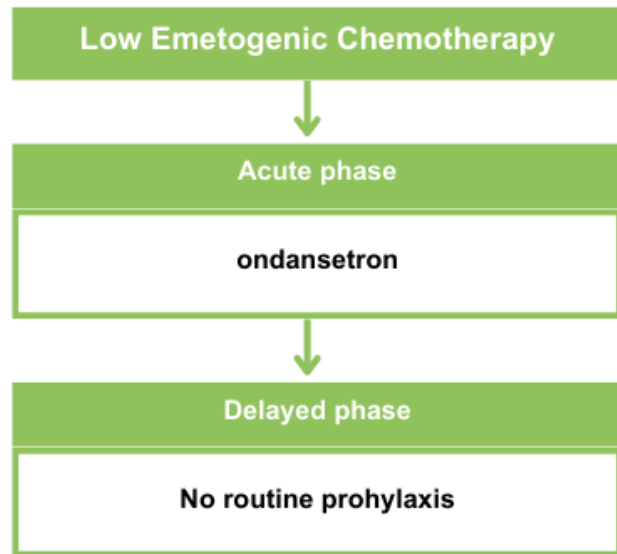 Low Emetogenic Chemotherapy
Acute phase
ondansetron
Delayed phase
No routine prohylaxis